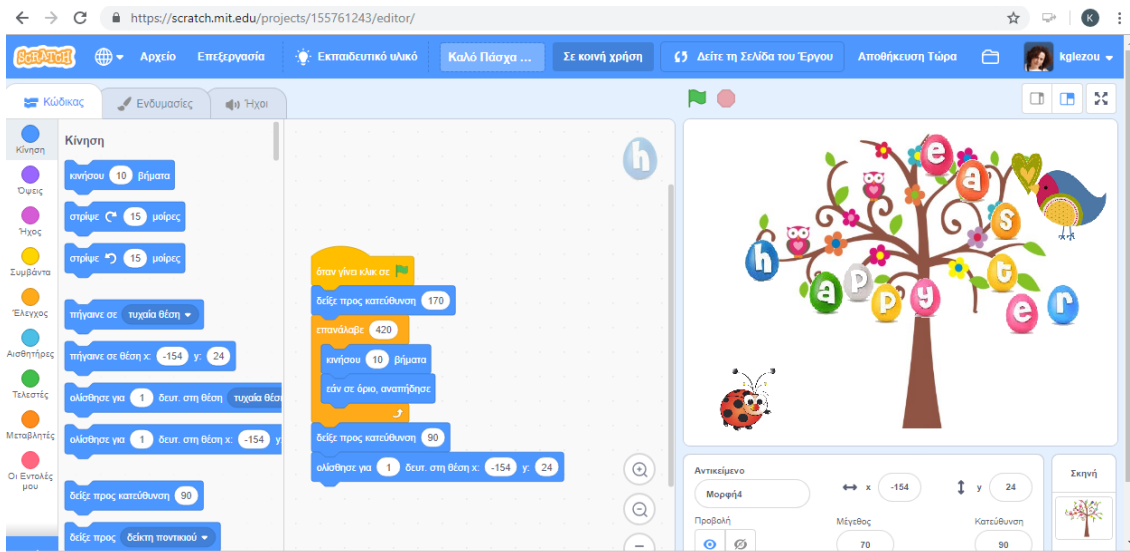 https://scratch.mit.edu/projects/155761243/editor/
K
SCRATCH
Αρχείο
Επεξεργασία
Εκπαιδευτικό υλικό
Καλό Πάσχα ...
Σε κοινή χρήση
Δείτε τη Σελίδα του Έργου
Αποθήκευση Τώρα
kglezou
Κώδικας
Ενδυμασίες
Ήχοι
Κίνηση
Όψεις
Ήχος
Συμβάντα
Έλεγχος
Αισθητήρες
Τελεστές
Μεταβλητές
Οι Εντολές
μου
Κίνηση
κινήσου 10 βήματα
στρίψε 15 μοίρες
στρίψε 15 μοίρες
πήγαινε σε τυχαία θέση
πήγαινε σε θέση x: -154 y: 24
ολίσθησε για 1 δευτ. στη θέση τυχαία θέσ
ολίσθησε για 1 δευτ. στη θέση x: -154 y
δείξε προς κατεύθυνση 90
δείξε προς δείκτη ποντικιού
h
όταν γίνει κλικ σε
δείξε προς κατεύθυνση 170
επανάλαβε 420
κινήσου 10 βήματα
εάν σε όριο, αναπήδησε
δείξε προς κατεύθυνση 90
ολίσθησε για 1 δευτ. στη θέση x: -154 y: 24
h a p p y
e a s t e r
Αντικείμενο
Μορφή4
x -154
y 24
Προβολή
Μέγεθος
70
Κατεύθυνση
90
Σκηνή